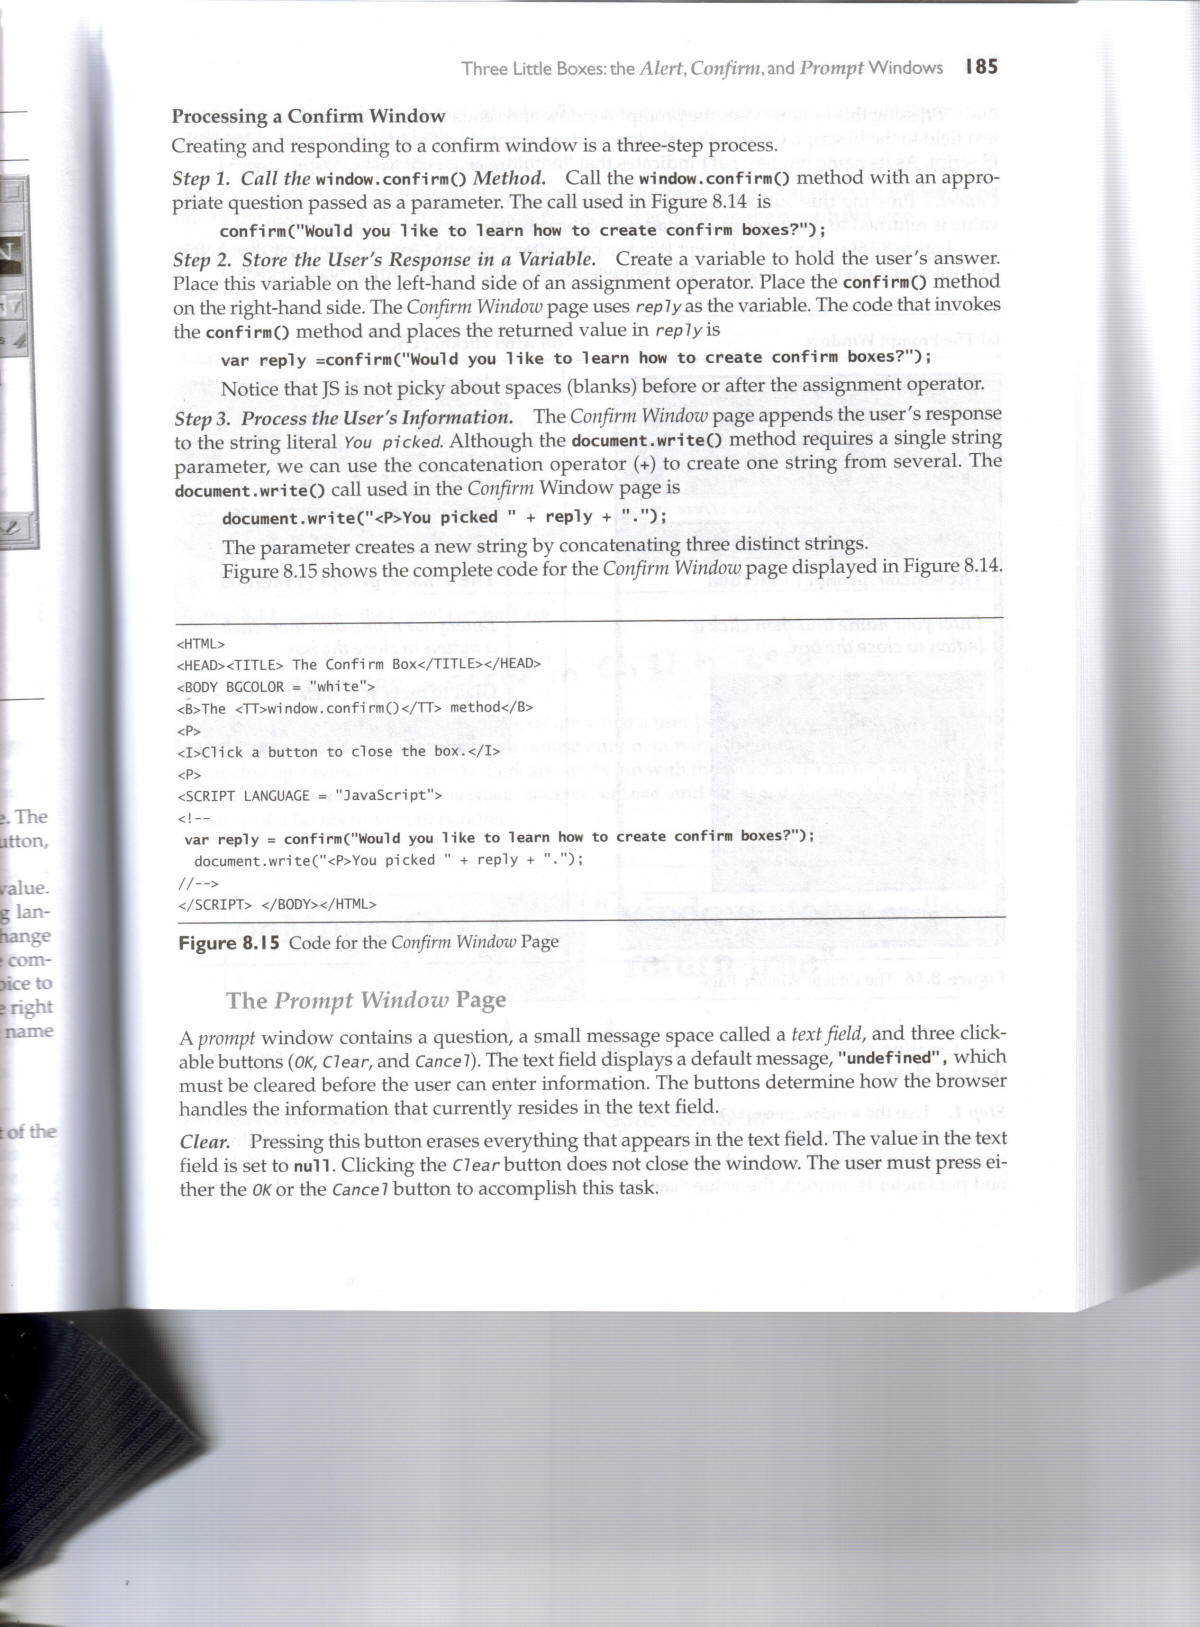 Three Little Boxes: the Alert, Confirm, and Prompt Windows 185
Processing a Confirm Window
Creating and responding to a confirm window is a three-step process.
Step 1. Call the window.confirm() Method. Call the window.confirm() method with an appro-
priate question passed as a parameter. The call used in Figure 8.14 is
confirm("Would you like to learn how to create confirm boxes?");
Step 2. Store the User's Response in a Variable. Create a variable to hold the user's answer.
Place this variable on the left-hand side of an assignment operator. Place the confirm() method
on the right-hand side. The Confirm Window page uses reply as the variable. The code that invokes
the confirm() method and places the returned value in reply is
var reply =confirm("Would you like to learn how to create confirm boxes?");
Notice that JS is not picky about spaces (blanks) before or after the assignment operator.
Step 3. Process the User's Information. The Confirm Window page appends the user's response
to the string literal You picked. Although the document.write() method requires a single string
parameter, we can use the concatenation operator (+) to create one string from several. The
document.write() call used in the Confirm Window page is
document.write("<P>You picked " + reply + ".");
The parameter creates a new string by concatenating three distinct strings.
Figure 8.15 shows the complete code for the Confirm Window page displayed in Figure 8.14.
<HTML>
<HEAD><TITLE> The Confirm Box</TITLE></HEAD>
<BODY BGCOLOR = "white">
<B>The <TT>window.confirm()</TT> method</B>
<P>
<I>Click a button to close the box.</I>
<P>
<SCRIPT LANGUAGE = "JavaScript">
<!--
var reply = confirm("Would you like to learn how to create confirm boxes?");
document.write("<P>You picked " + reply + ".");
//-->
</SCRIPT> </BODY></HTML>
Figure 8.15 Code for the Confirm Window Page
The Prompt Window Page
A prompt window contains a question, a small message space called a text field, and three click-
able buttons (OK, Clear, and Cancel). The text field displays a default message, "undefined", which
must be cleared before the user can enter information. The buttons determine how the browser
handles the information that currently resides in the text field.
Clear. Pressing this button erases everything that appears in the text field. The value in the text
field is set to null. Clicking the Clear button does not close the window. The user must press ei-
ther the OK or the Cancel button to accomplish this task.
. The
utton,
value.
g lan-
hange
com-
oice to
right
name
of the